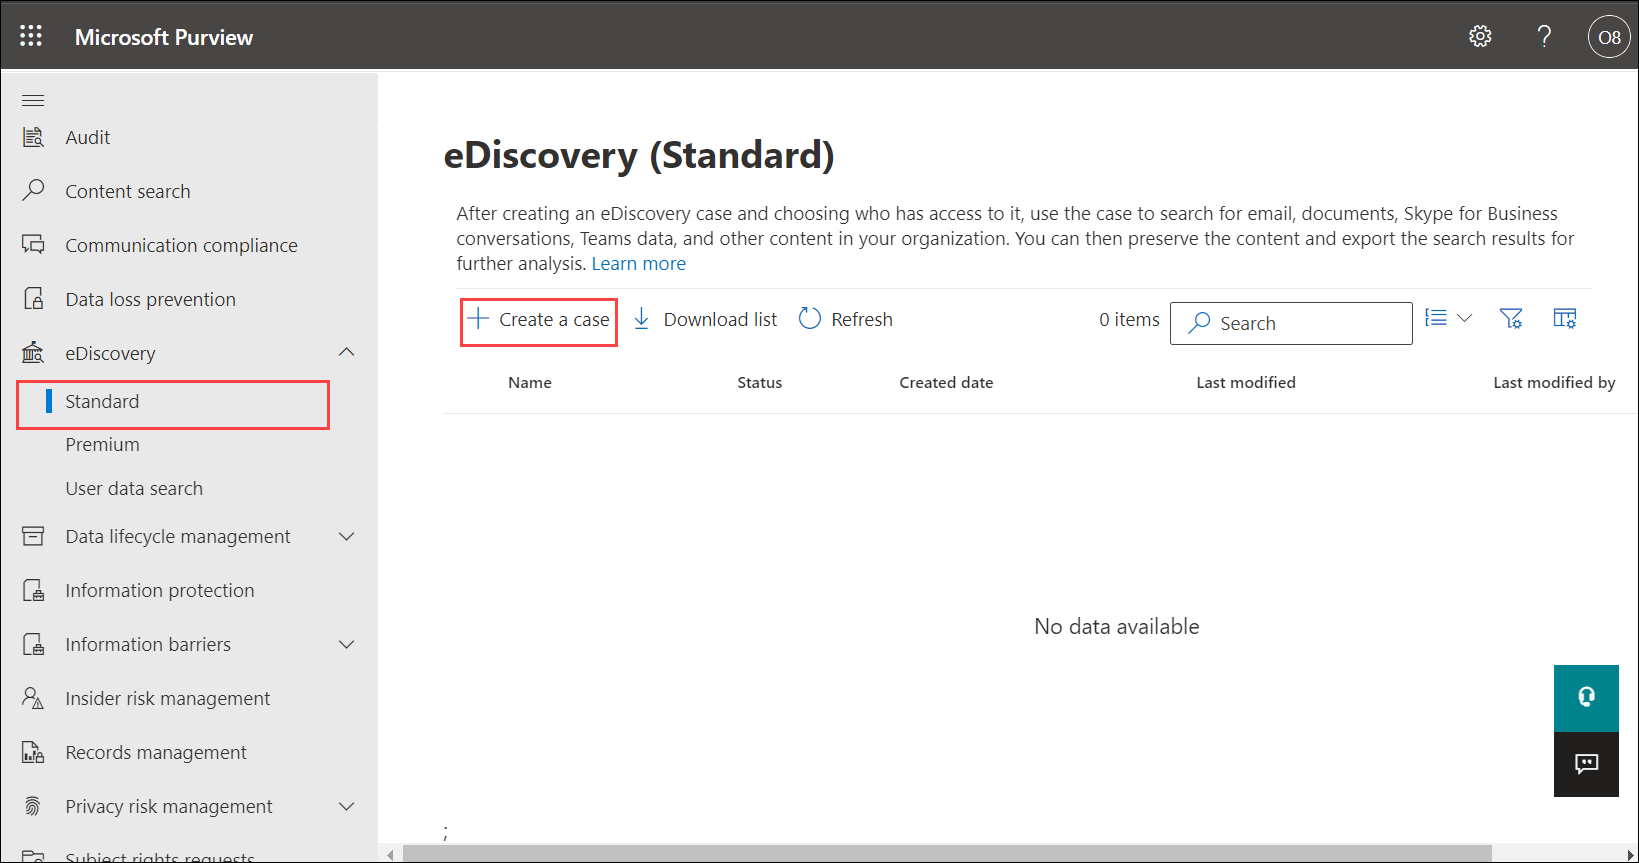 Microsoft Purview
?
O8
Audit
Content search
Communication compliance
Data loss prevention
eDiscovery
Standard
Premium
User data search
Data lifecycle management
Information protection
Information barriers
Insider risk management
Records management
Privacy risk management
Subject rights requests
eDiscovery (Standard)
After creating an eDiscovery case and choosing who has access to it, use the case to search for email, documents, Skype for Business
conversations, Teams data, and other content in your organization. You can then preserve the content and export the search results for
further analysis. Learn more
Create a case Download list Refresh 0 items Search
Name Status Created date Last modified Last modified by
No data available
;